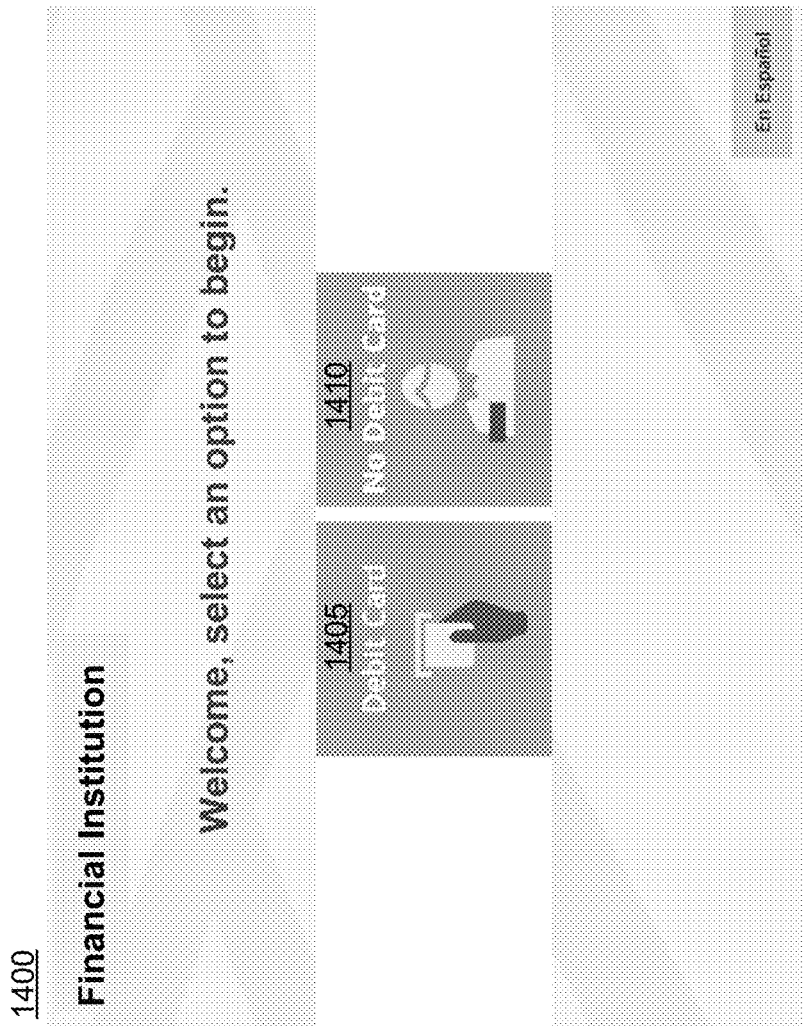 1400
Financial Institution
Welcome, select an option to begin.
1405
Debit Card
1410
No Debit Card
En Español